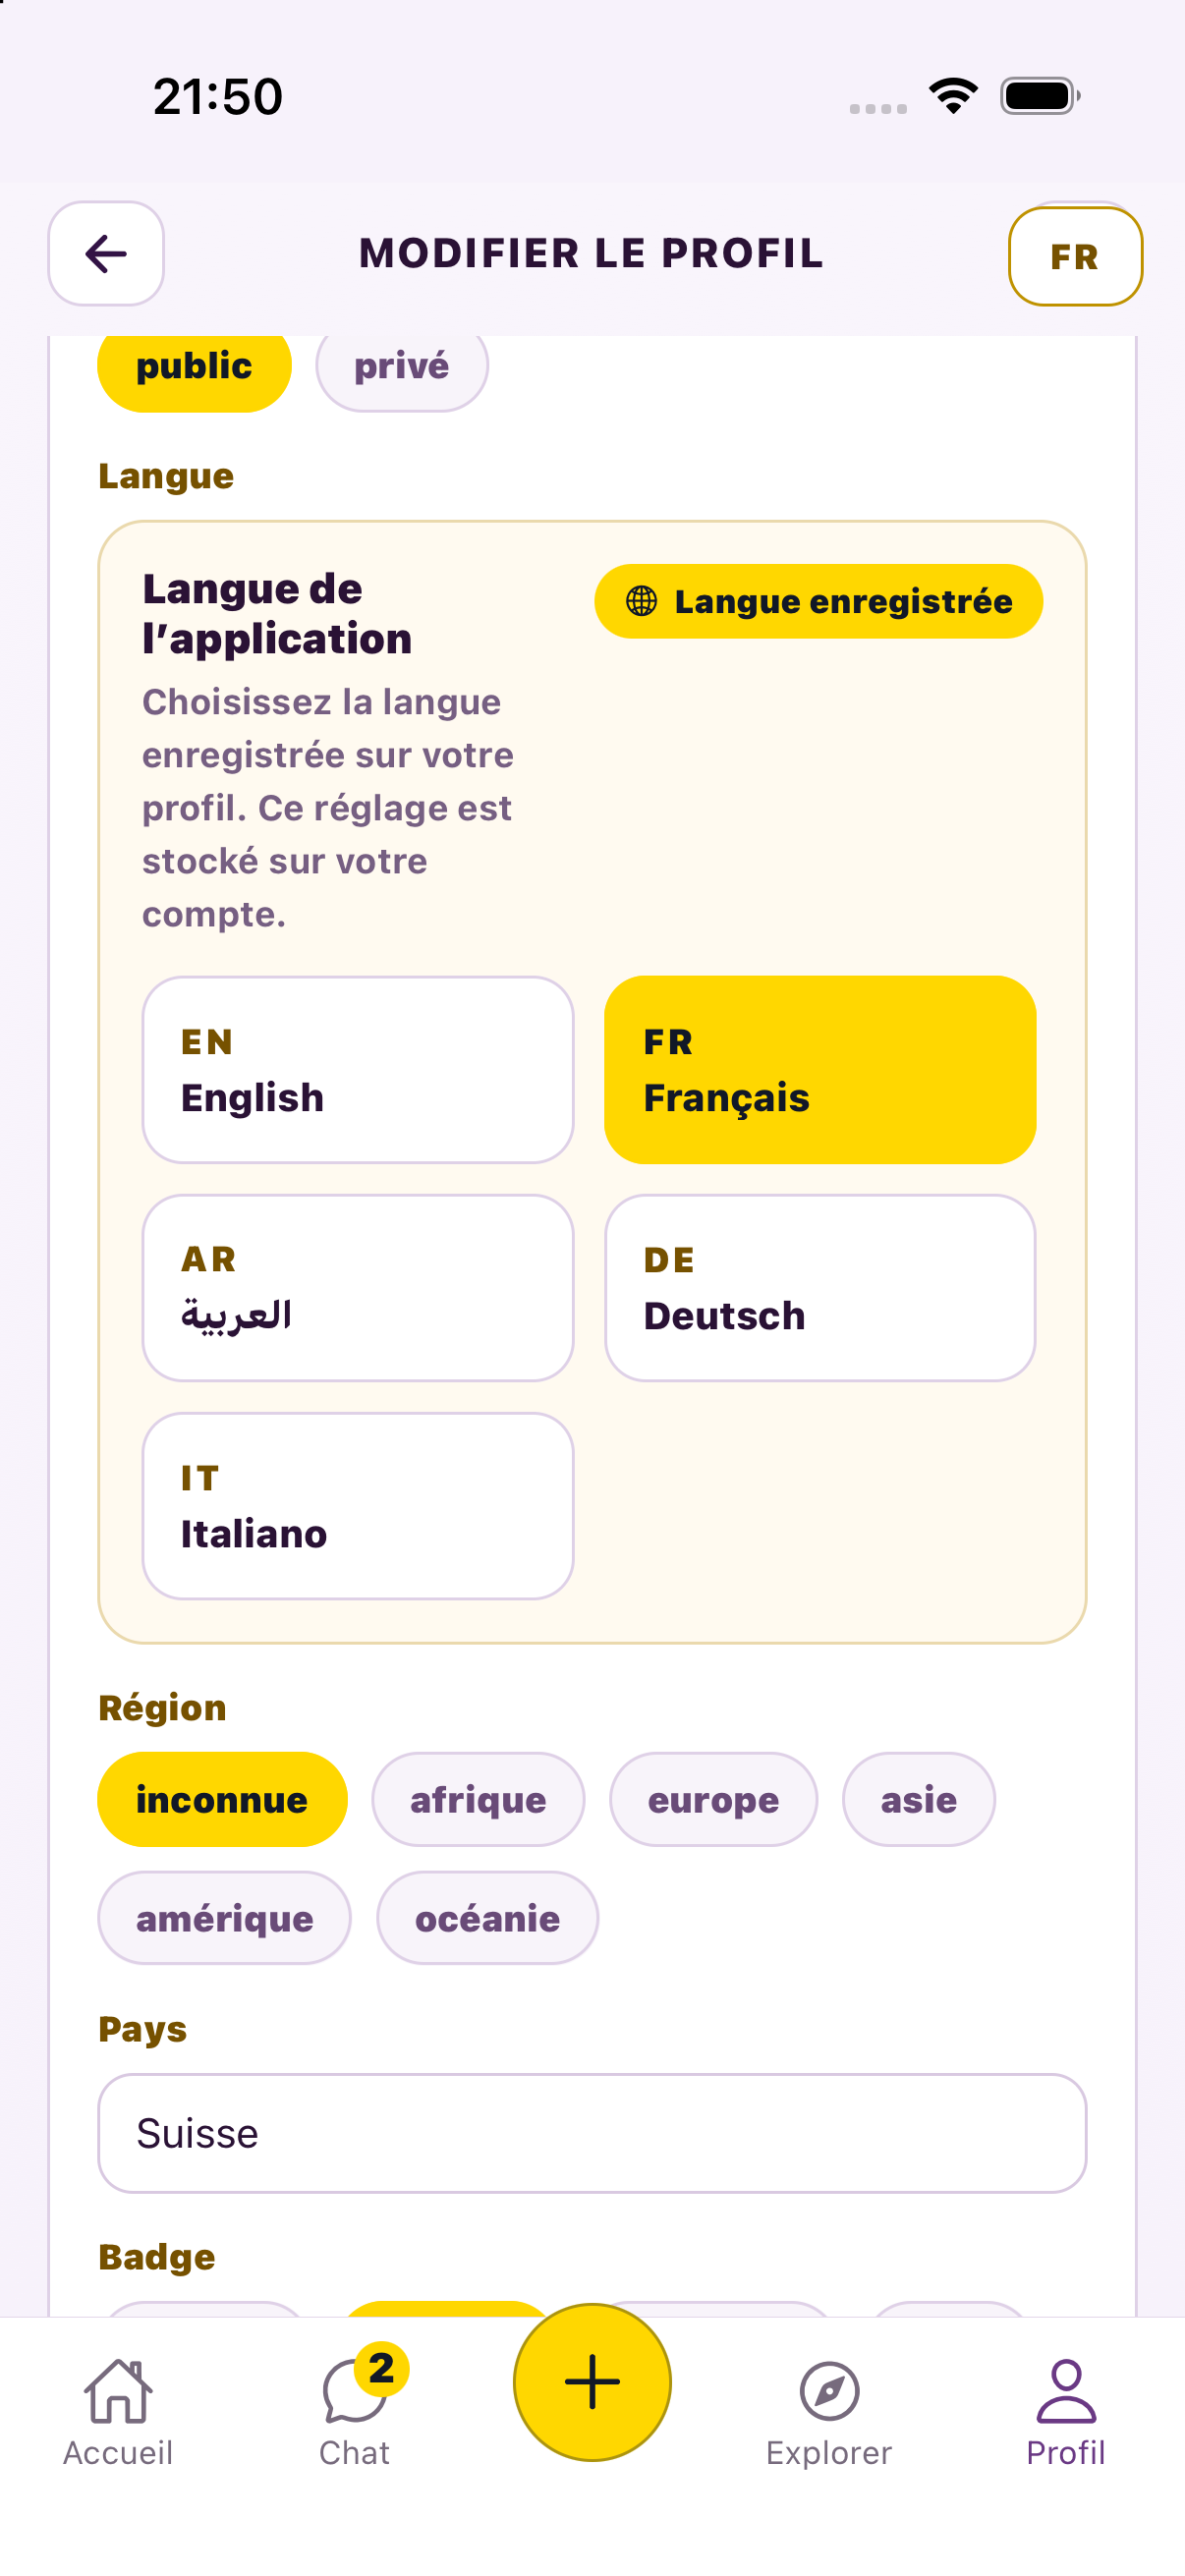 21:50
MODIFIER LE PROFIL
FR
public
privé
Langue
Langue de
l’application
Langue enregistrée
Choisissez la langue
enregistrée sur votre
profil. Ce réglage est
stocké sur votre
compte.
EN
English
FR
Français
AR
العربية
DE
Deutsch
IT
Italiano
Région
inconnue
afrique
europe
asie
amérique
océanie
Pays
Suisse
Badge
2
Accueil
Chat
Explorer
Profil